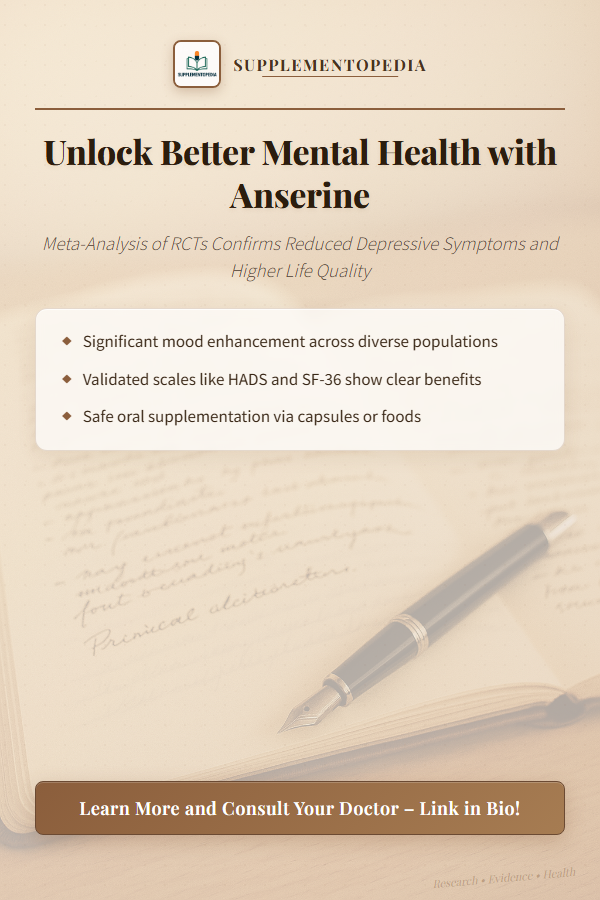 SUPPLEMENTOPEDIA
SUPPLEMENTOPEDIA
Unlock Better Mental Health with
Anserine
Meta-Analysis of RCTs Confirms Reduced Depressive Symptoms and
Higher Life Quality
Significant mood enhancement across diverse populations
Validated scales like HADS and SF-36 show clear benefits
Safe oral supplementation via capsules or foods
Learn More and Consult Your Doctor – Link in Bio!
Research • Evidence • Health